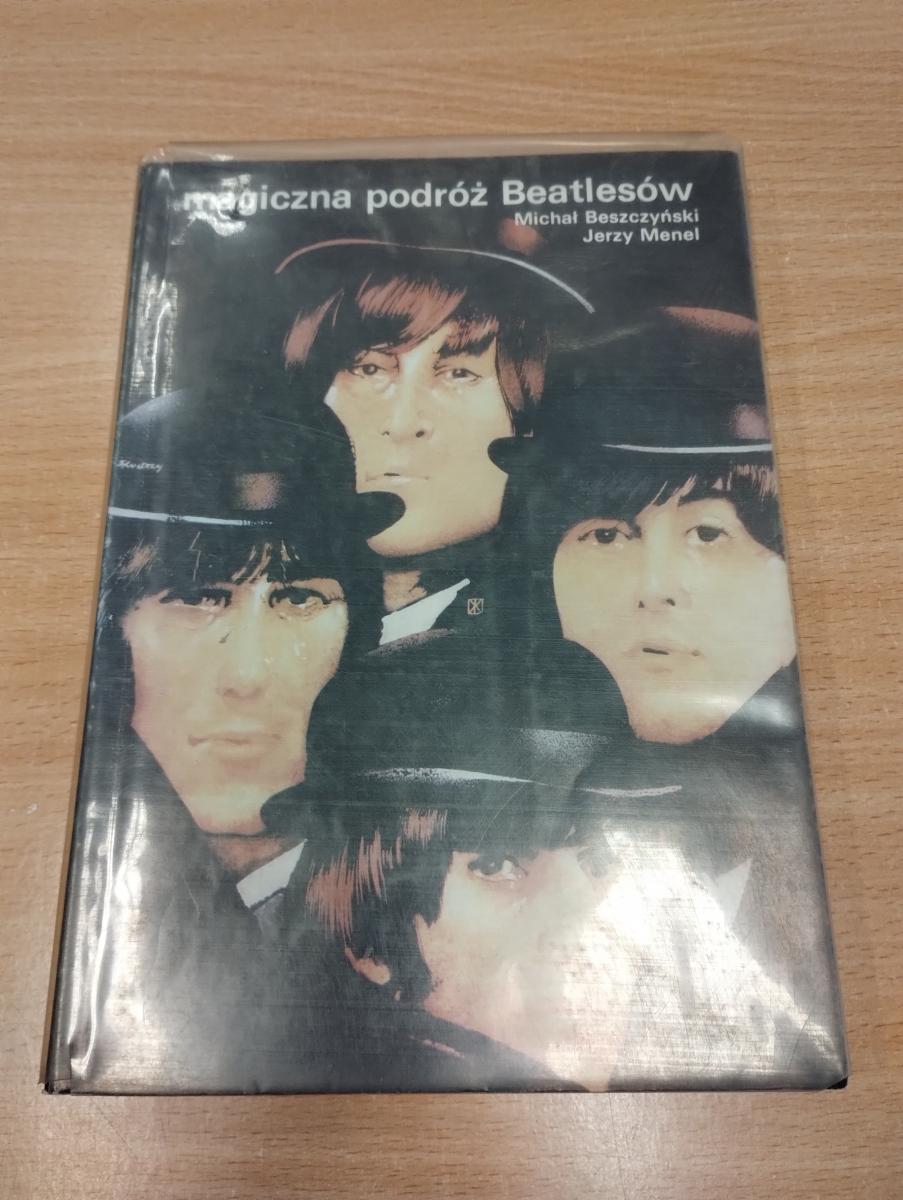 magiczna podróż Beatlesów
Michał Beszczyński
Jerzy Menel